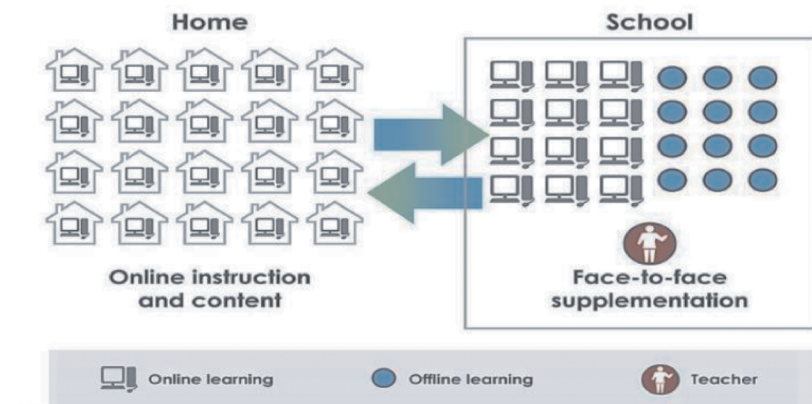 Home
School
Online instruction
and content
Face-to-face
supplementation
Online learning
Offline learning
Teacher